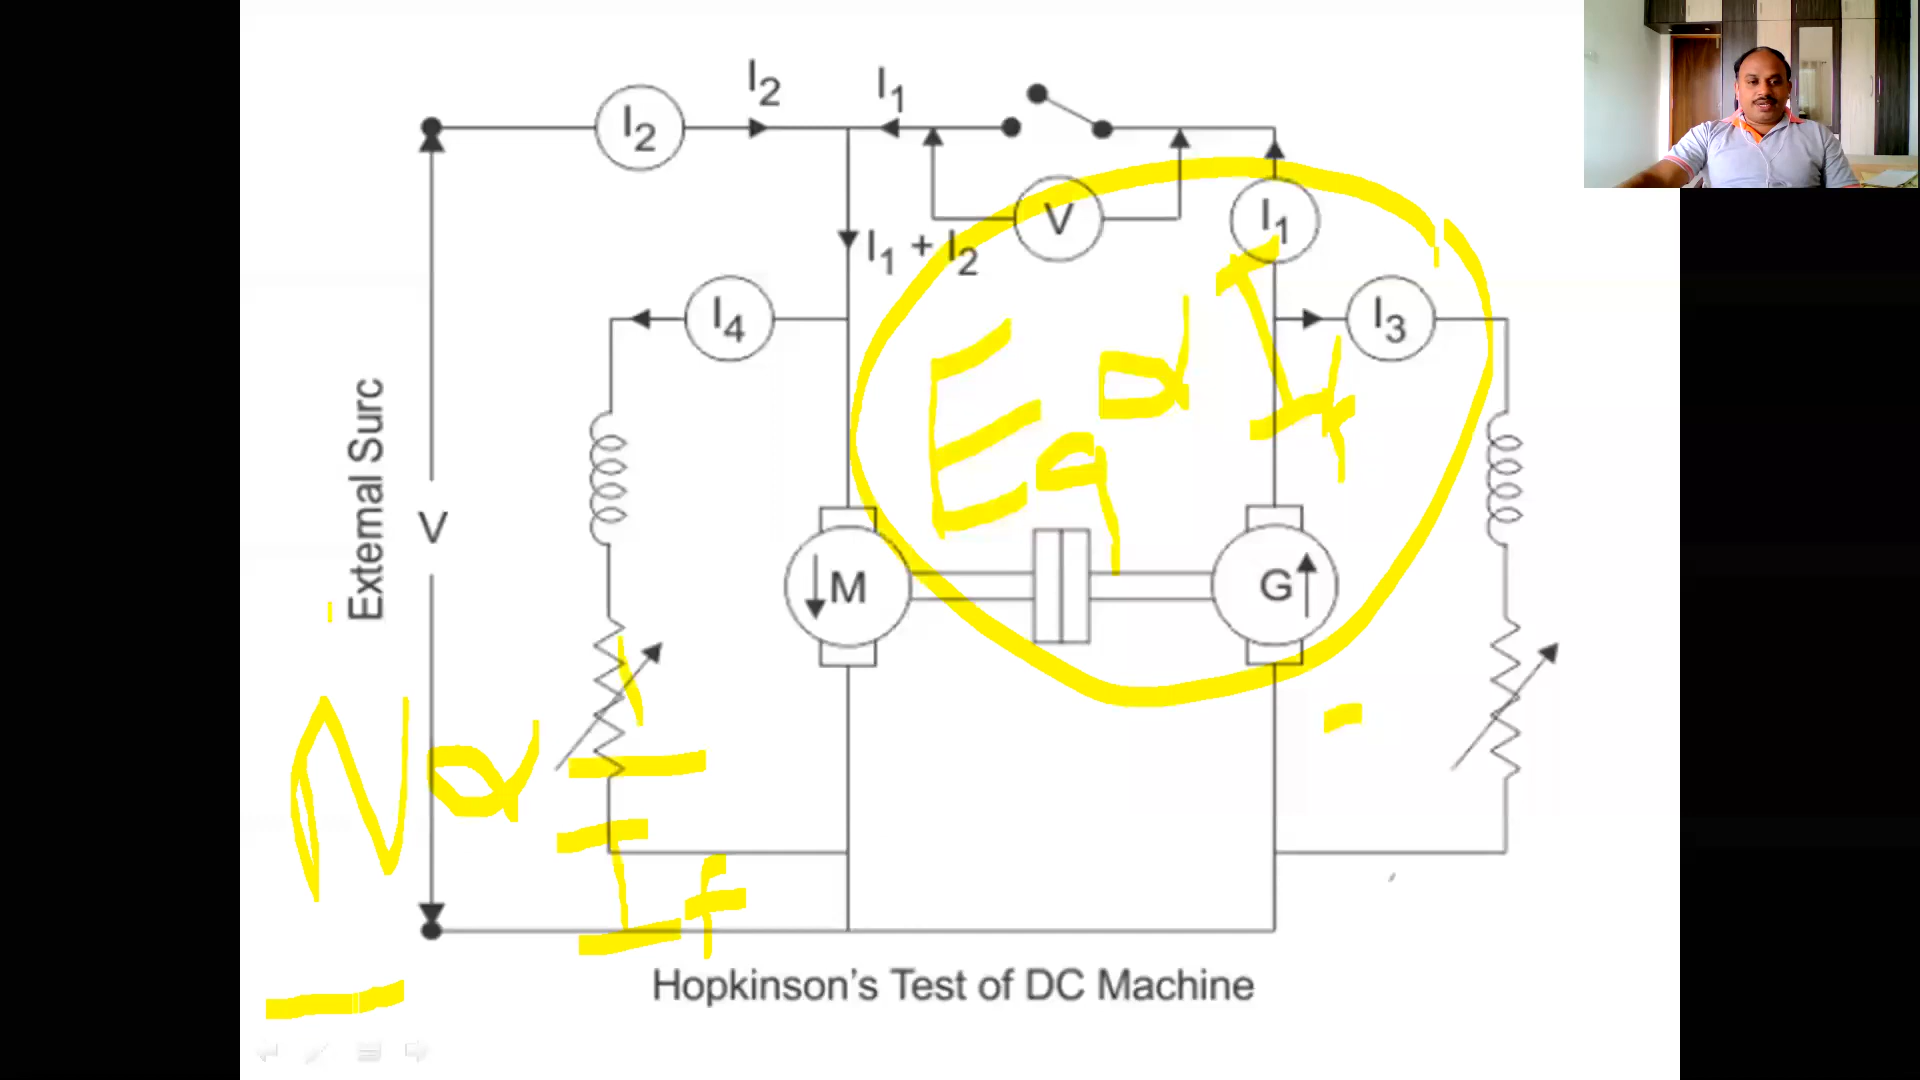 I2 I1
I2
V I1
I1 + I2
I4 I3
Eg α If
External Surc
V
M G
N α 1
If
Hopkinson's Test of DC Machine